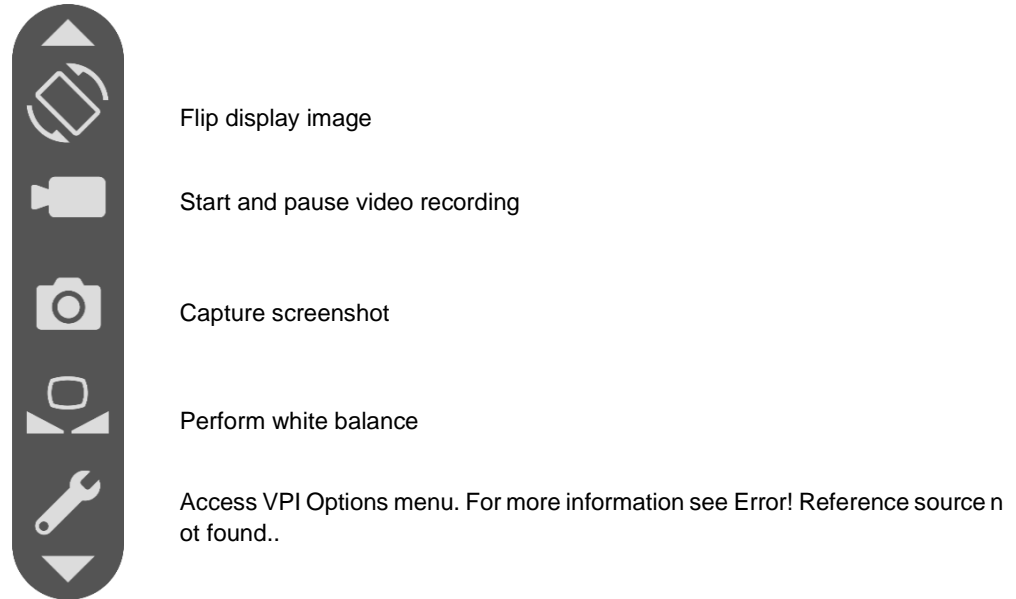 Flip display image
Start and pause video recording
Capture screenshot
Perform white balance
Access VPI Options menu. For more information see Error! Reference source n
ot found..